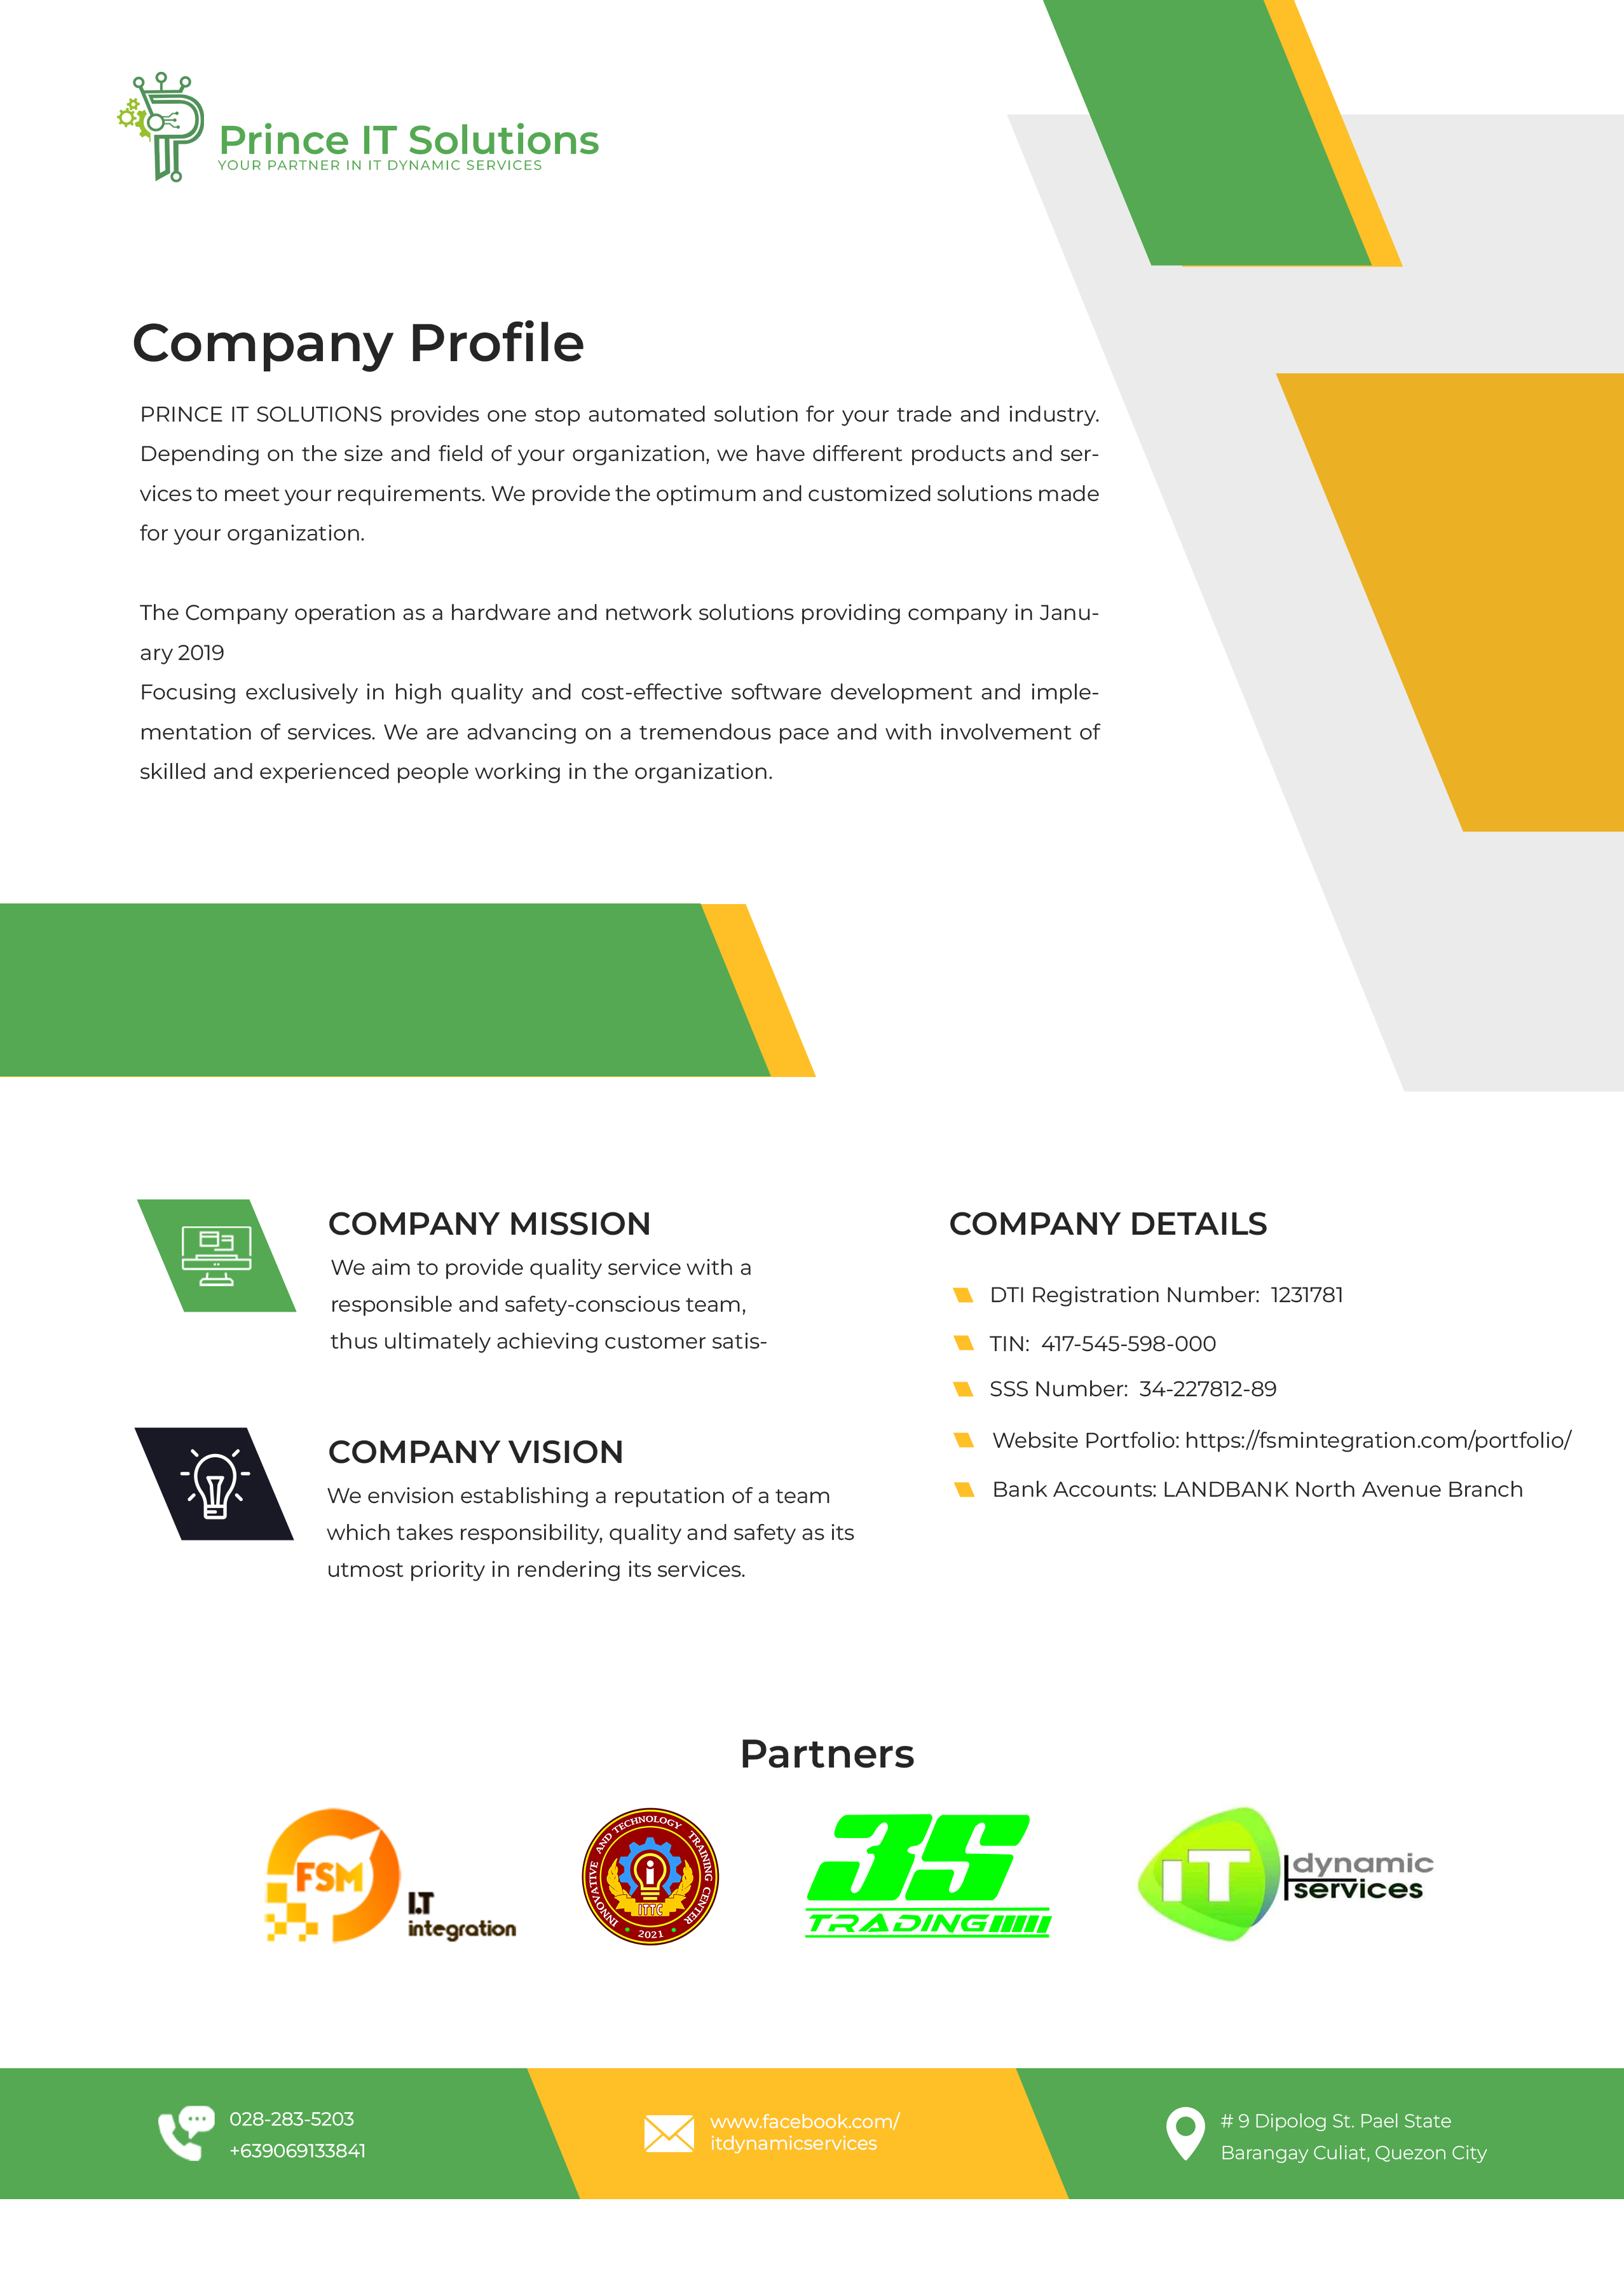 Prince IT Solutions
YOUR PARTNER IN IT DYNAMIC SERVICES
Company Profile
PRINCE IT SOLUTIONS provides one stop automated solution for your trade and industry.
Depending on the size and field of your organization, we have different products and ser-
vices to meet your requirements. We provide the optimum and customized solutions made
for your organization.
The Company operation as a hardware and network solutions providing company in Janu-
ary 2019
Focusing exclusively in high quality and cost-effective software development and imple-
mentation of services. We are advancing on a tremendous pace and with involvement of
skilled and experienced people working in the organization.
COMPANY MISSION
We aim to provide quality service with a
responsible and safety-conscious team,
thus ultimately achieving customer satis-
COMPANY VISION
We envision establishing a reputation of a team
which takes responsibility, quality and safety as its
utmost priority in rendering its services.
COMPANY DETAILS
DTI Registration Number:  1231781
TIN:  417-545-598-000
SSS Number:  34-227812-89
Website Portfolio: https://fsmintegration.com/portfolio/
Bank Accounts: LANDBANK North Avenue Branch
Partners
FSM
I.T
integration
INNOVATIVE AND TECHNOLOGY TRAINING CENTER
ITTC
2021
3S
TRADING
IT
dynamic
services
028-283-5203
+639069133841
www.facebook.com/
itdynamicservices
# 9 Dipolog St. Pael State
Barangay Culiat, Quezon City